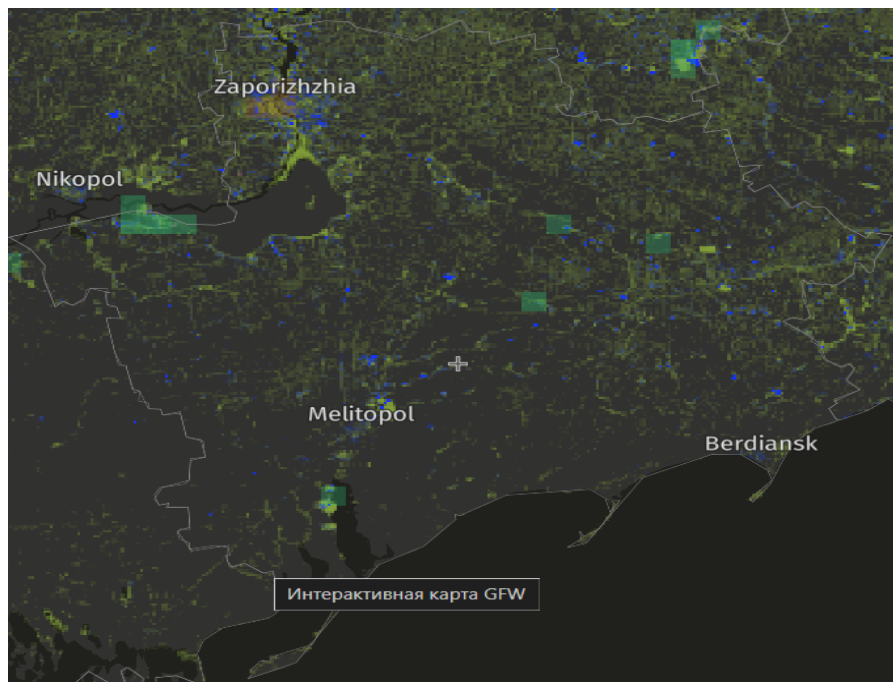 Zaporizhzhia
Nikopol
Melitopol
Berdiansk
Интерактивная карта GFW